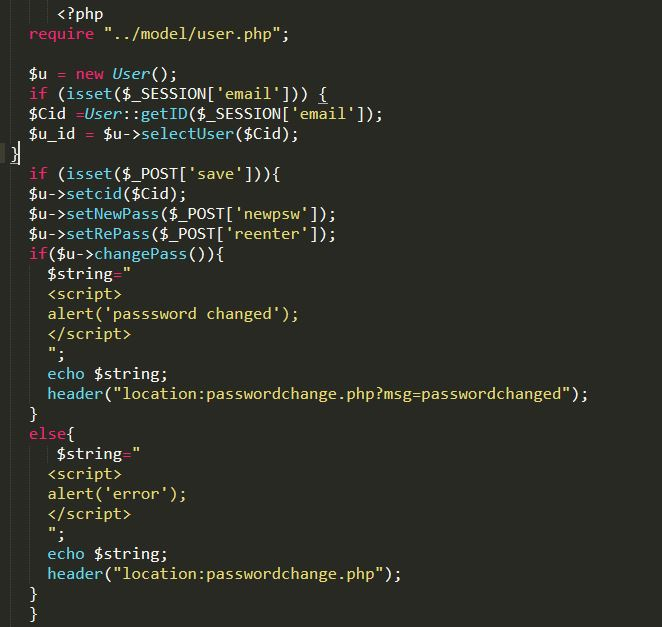 <?php
require "../model/user.php";
$u = new User();
if (isset($_SESSION['email'])) {
$Cid =User::getID($_SESSION['email']);
$u_id = $u->selectUser($Cid);
}
if (isset($_POST['save'])){
$u->setcid($Cid);
$u->setNewPass($_POST['newpsw']);
$u->setRePass($_POST['reenter']);
if($u->changePass()){
$string="
<script>
alert('passsword changed');
</script>
";
echo $string;
header("location:passwordchange.php?msg=passwordchanged");
}
else{
$string="
<script>
alert('error');
</script>
";
echo $string;
header("location:passwordchange.php");
}
}